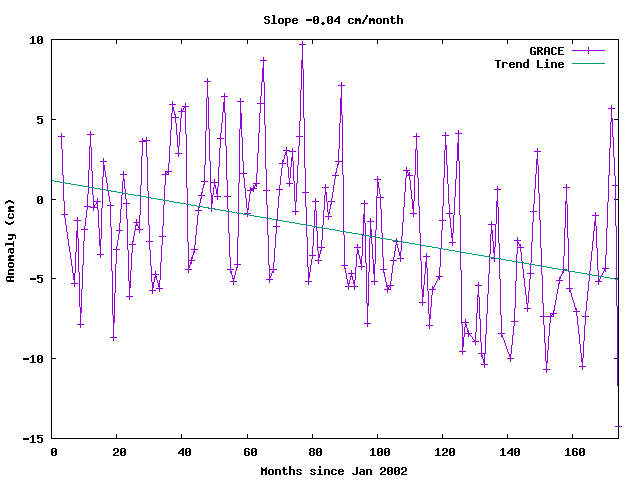 Slope -0.04 cm/month
10
5
0
-5
-10
-15
Anomaly (cm)
GRACE
Trend Line
0 20 40 60 80 100 120 140 160
Months since Jan 2002